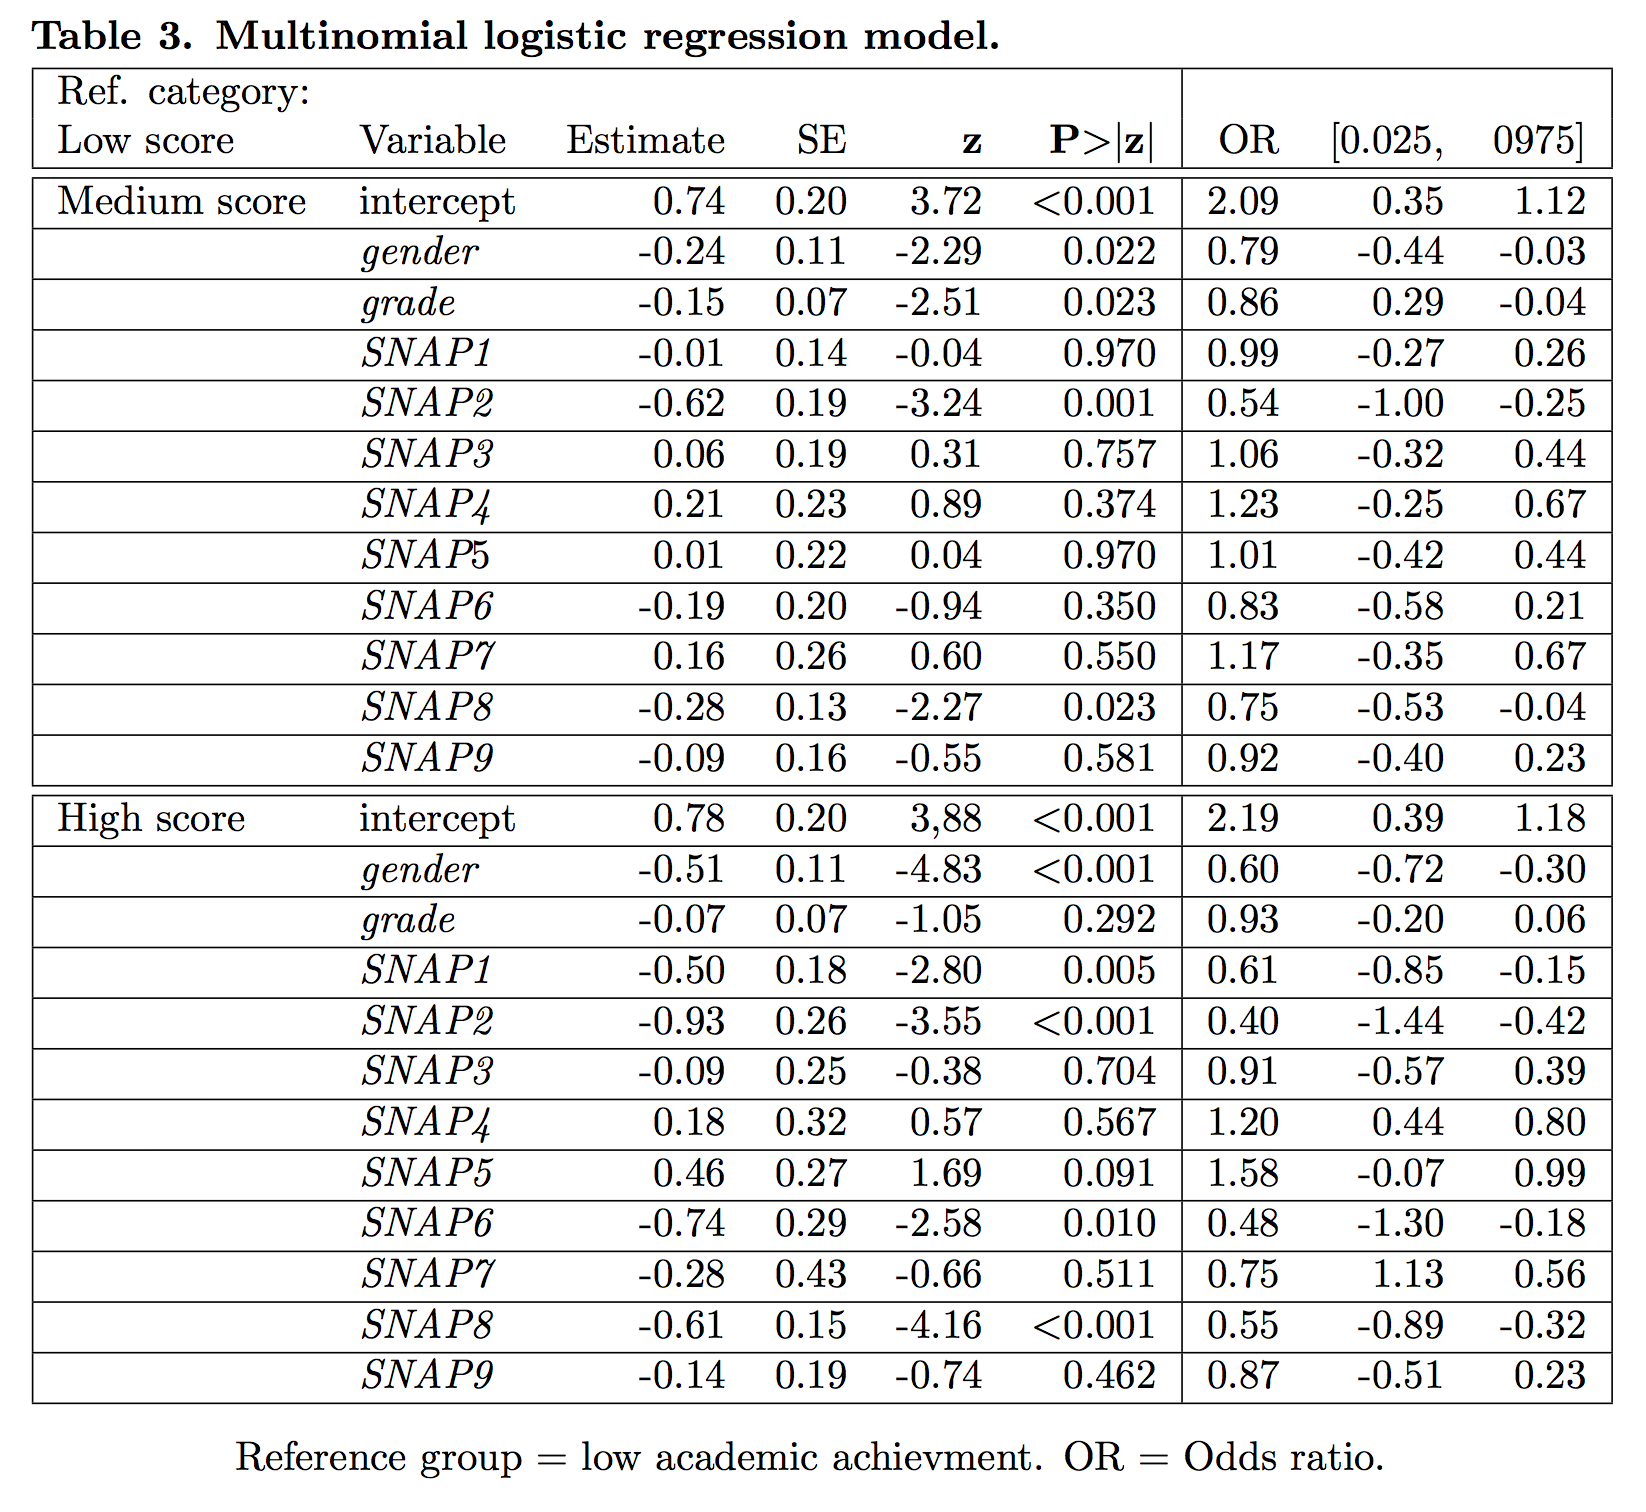 Table 3. Multinomial logistic regression model.
Ref. category:
Low score Variable Estimate SE z P>|z| OR [0.025, 0975]
Medium score intercept 0.74 0.20 3.72 <0.001 2.09 0.35 1.12
gender -0.24 0.11 -2.29 0.022 0.79 -0.44 -0.03
grade -0.15 0.07 -2.51 0.023 0.86 0.29 -0.04
SNAP1 -0.01 0.14 -0.04 0.970 0.99 -0.27 0.26
SNAP2 -0.62 0.19 -3.24 0.001 0.54 -1.00 -0.25
SNAP3 0.06 0.19 0.31 0.757 1.06 -0.32 0.44
SNAP4 0.21 0.23 0.89 0.374 1.23 -0.25 0.67
SNAP5 0.01 0.22 0.04 0.970 1.01 -0.42 0.44
SNAP6 -0.19 0.20 -0.94 0.350 0.83 -0.58 0.21
SNAP7 0.16 0.26 0.60 0.550 1.17 -0.35 0.67
SNAP8 -0.28 0.13 -2.27 0.023 0.75 -0.53 -0.04
SNAP9 -0.09 0.16 -0.55 0.581 0.92 -0.40 0.23
High score intercept 0.78 0.20 3,88 <0.001 2.19 0.39 1.18
gender -0.51 0.11 -4.83 <0.001 0.60 -0.72 -0.30
grade -0.07 0.07 -1.05 0.292 0.93 -0.20 0.06
SNAP1 -0.50 0.18 -2.80 0.005 0.61 -0.85 -0.15
SNAP2 -0.93 0.26 -3.55 <0.001 0.40 -1.44 -0.42
SNAP3 -0.09 0.25 -0.38 0.704 0.91 -0.57 0.39
SNAP4 0.18 0.32 0.57 0.567 1.20 0.44 0.80
SNAP5 0.46 0.27 1.69 0.091 1.58 -0.07 0.99
SNAP6 -0.74 0.29 -2.58 0.010 0.48 -1.30 -0.18
SNAP7 -0.28 0.43 -0.66 0.511 0.75 1.13 0.56
SNAP8 -0.61 0.15 -4.16 <0.001 0.55 -0.89 -0.32
SNAP9 -0.14 0.19 -0.74 0.462 0.87 -0.51 0.23
Reference group = low academic achievment. OR = Odds ratio.